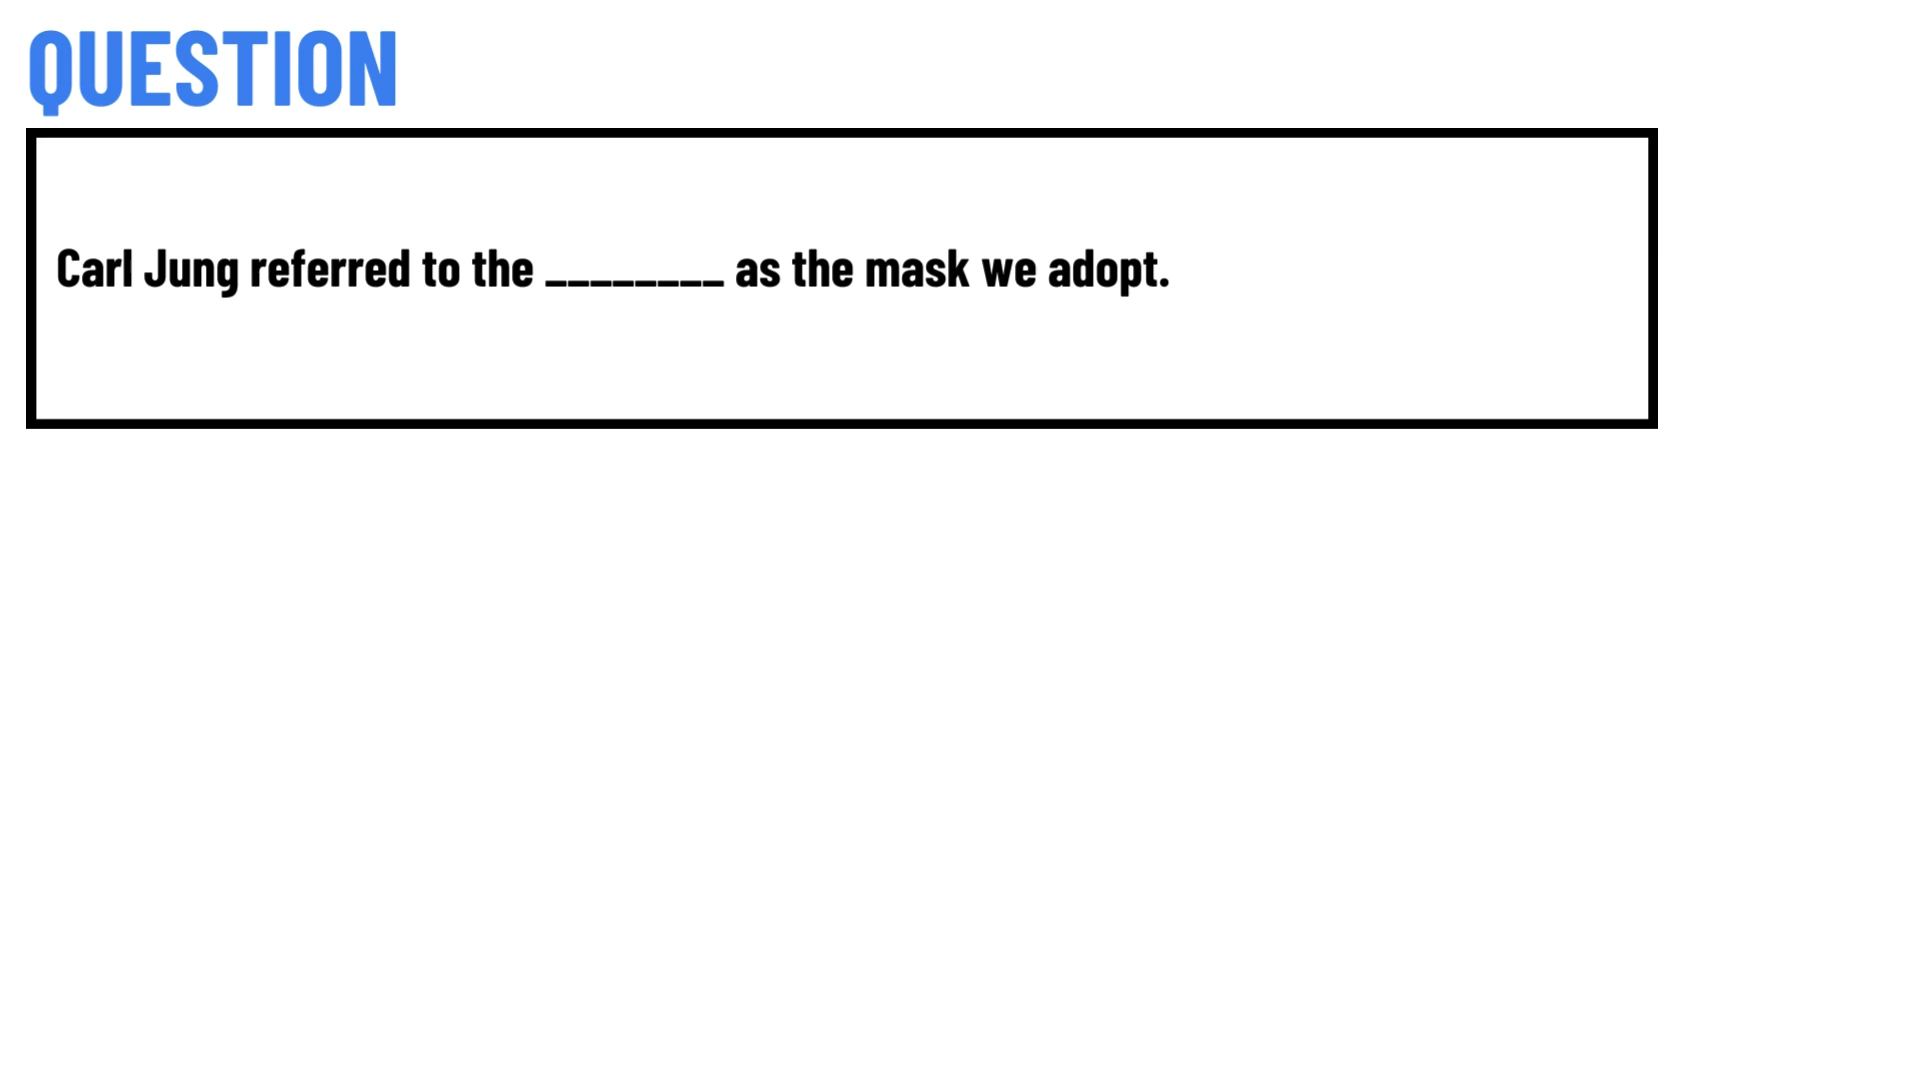 QUESTION
Carl Jung referred to the ________ as the mask we adopt.